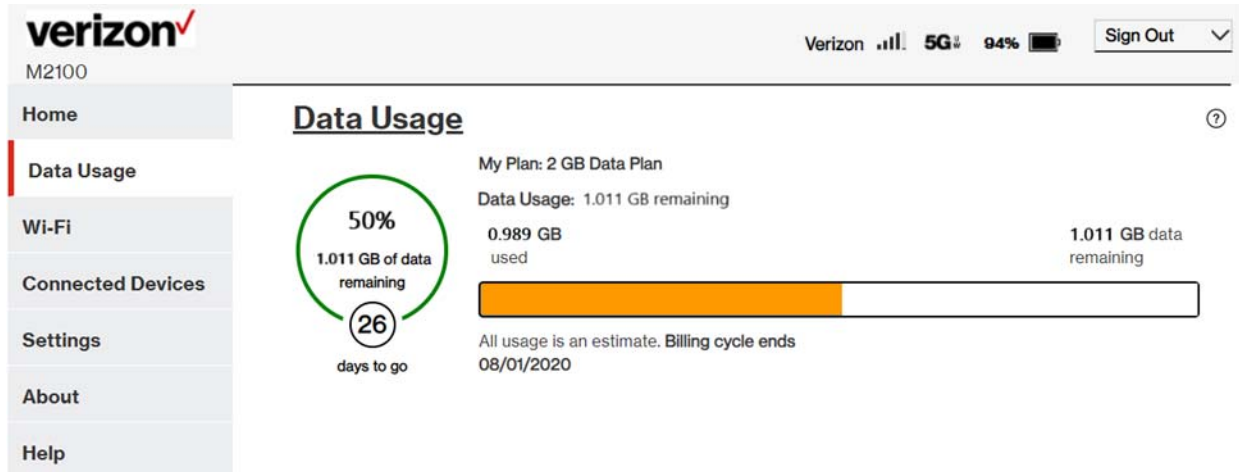 verizon
M2100
Verizon 5G 94% Sign Out
Home
Data Usage
Wi-Fi
Connected Devices
Settings
About
Help
Data Usage
?
50%
1.011 GB of data
remaining
26
days to go
My Plan: 2 GB Data Plan
Data Usage: 1.011 GB remaining
0.989 GB
used
1.011 GB data
remaining
All usage is an estimate. Billing cycle ends
08/01/2020